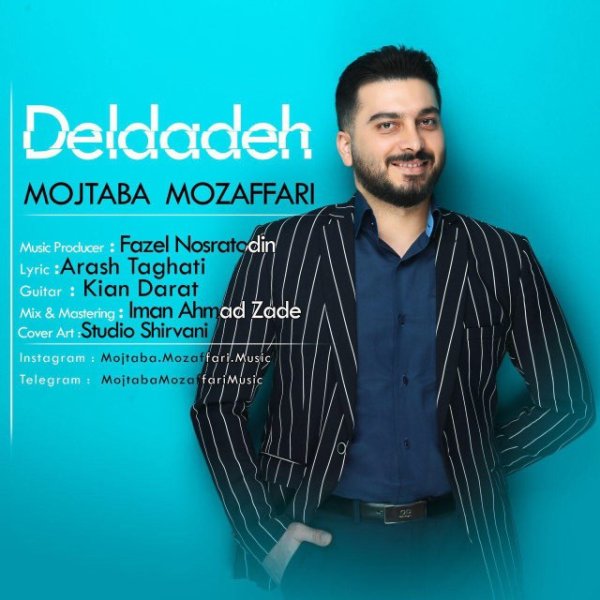 Deldadeh
MOJTABA MOZAFFARI
Music Producer : Fazel Nosratodin
Lyric : Arash Taghati
Guitar : Kian Darat
Mix & Mastering : Iman Ahmad Zade
Cover Art : Studio Shirvani
Instagram : Mojtaba.Mozaffari.Music
Telegram : MojtabaMozaffariMusic